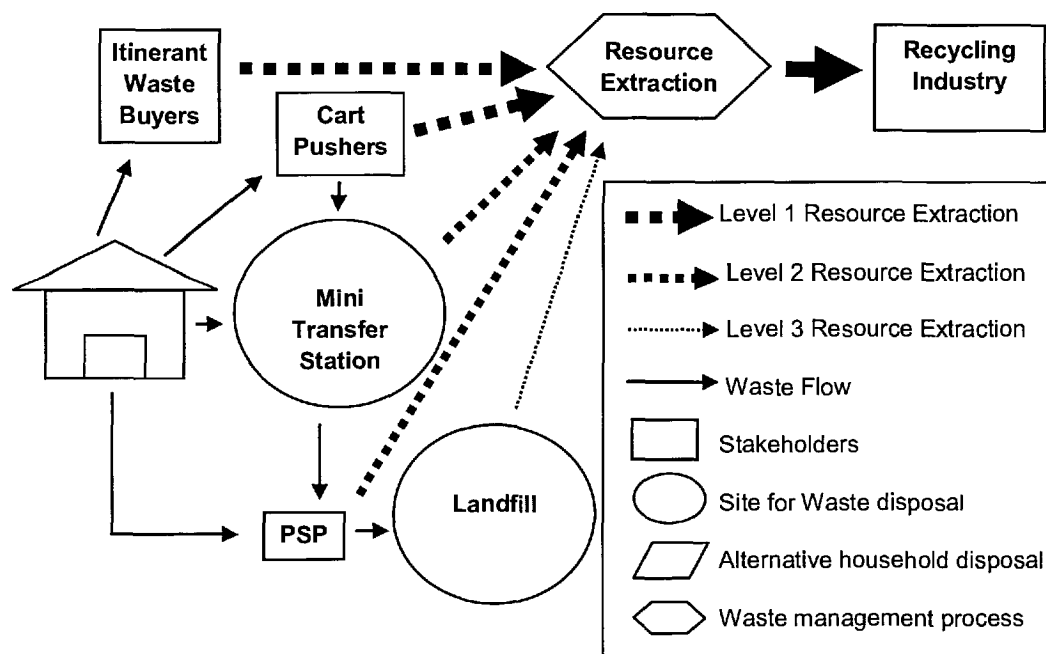 Itinerant
Waste
Buyers
Resource
Extraction
Recycling
Industry
Cart
Pushers
Mini
Transfer
Station
PSP
Landfill
Level 1 Resource Extraction
Level 2 Resource Extraction
Level 3 Resource Extraction
Waste Flow
Stakeholders
Site for Waste disposal
Alternative household disposal
Waste management process